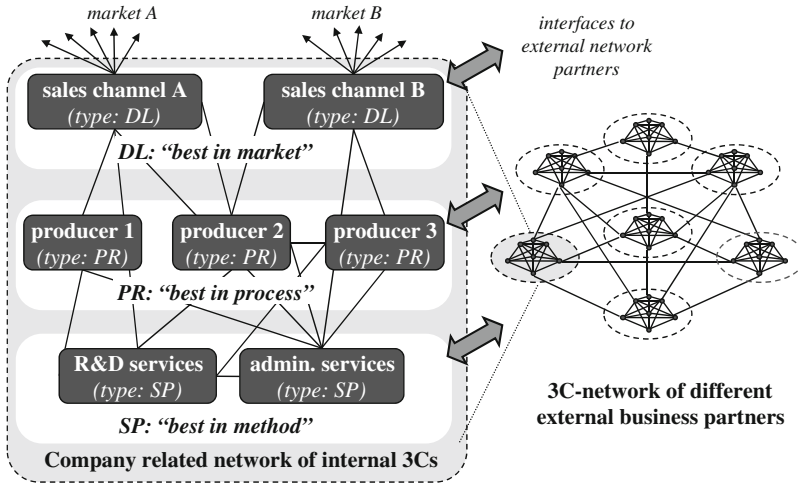 market A
market B
interfaces to
external network
partners
sales channel A
(type: DL)
sales channel B
(type: DL)
DL: “best in market”
producer 1
(type: PR)
producer 2
(type: PR)
producer 3
(type: PR)
PR: “best in process”
R&D services
(type: SP)
admin. services
(type: SP)
SP: “best in method”
Company related network of internal 3Cs
3C-network of different
external business partners